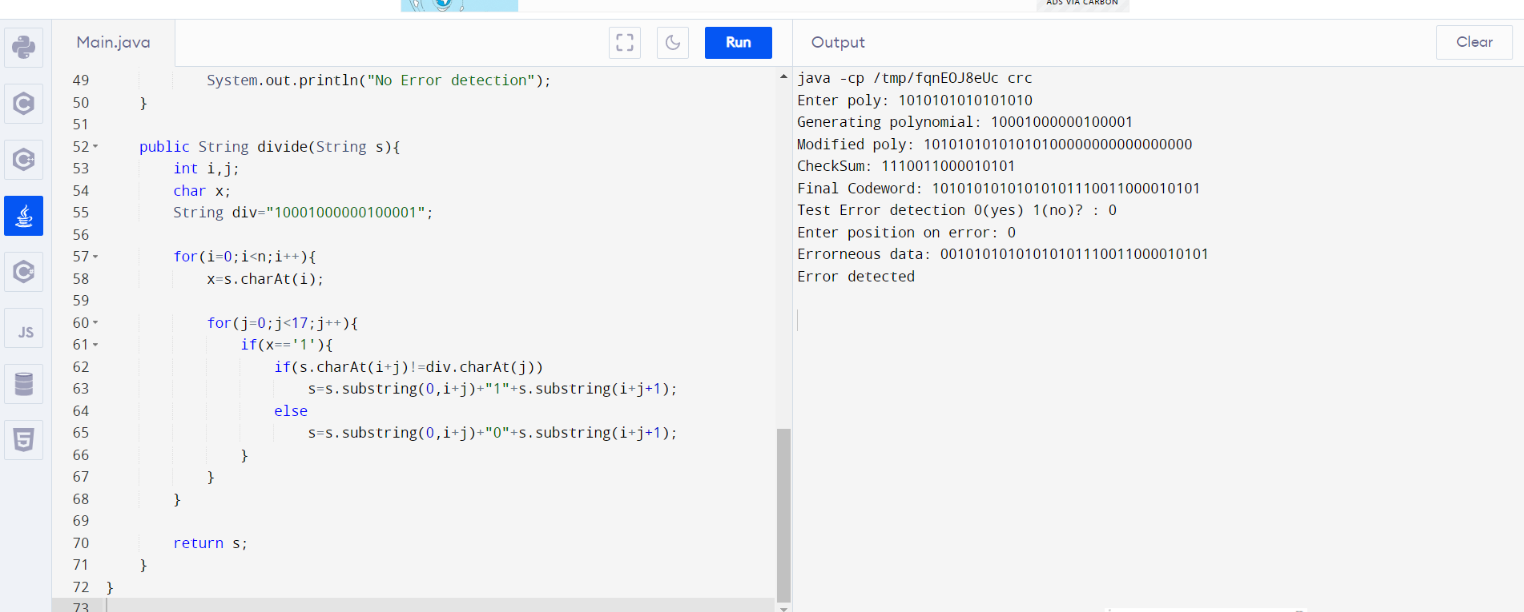 ADS VIA CARBON
Main.java
Run
Output
Clear
49 System.out.println("No Error detection");
50 }
51
52 public String divide(String s){
53 int i,j;
54 char x;
55 String div="10001000000100001";
56
57 for(i=0;i<n;i++){
58 x=s.charAt(i);
59
60 for(j=0;j<17;j++){
61 if(x=='1'){
62 if(s.charAt(i+j)!=div.charAt(j))
63 s=s.substring(0,i+j)+"1"+s.substring(i+j+1);
64 else
65 s=s.substring(0,i+j)+"0"+s.substring(i+j+1);
66 }
67 }
68 }
69
70 return s;
71 }
72 }
73
JS
java -cp /tmp/fqnEOJ8eUc crc
Enter poly: 1010101010101010
Generating polynomial: 10001000000100001
Modified poly: 10101010101010100000000000000000
CheckSum: 1110011000010101
Final Codeword: 10101010101010101110011000010101
Test Error detection 0(yes) 1(no)? : 0
Enter position on error: 0
Errorneous data: 00101010101010101110011000010101
Error detected